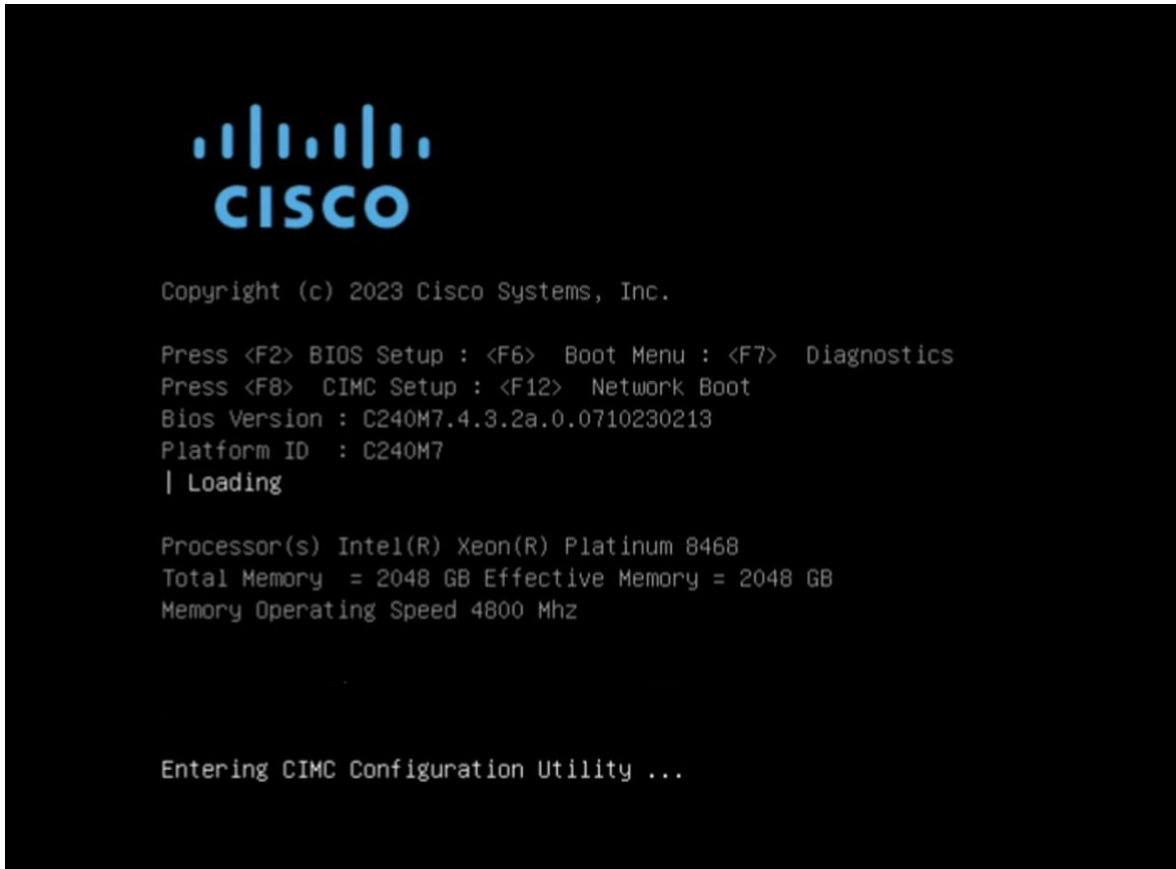 CISCO
Copyright (c) 2023 Cisco Systems, Inc.
Press <F2> BIOS Setup : <F6>  Boot Menu : <F7>  Diagnostics
Press <F8>  CIMC Setup : <F12>  Network Boot
Bios Version : C240M7.4.3.2a.0.0710230213
Platform ID  : C240M7
| Loading
Processor(s) Intel(R) Xeon(R) Platinum 8468
Total Memory  = 2048 GB Effective Memory = 2048 GB
Memory Operating Speed 4800 Mhz
Entering CIMC Configuration Utility ...